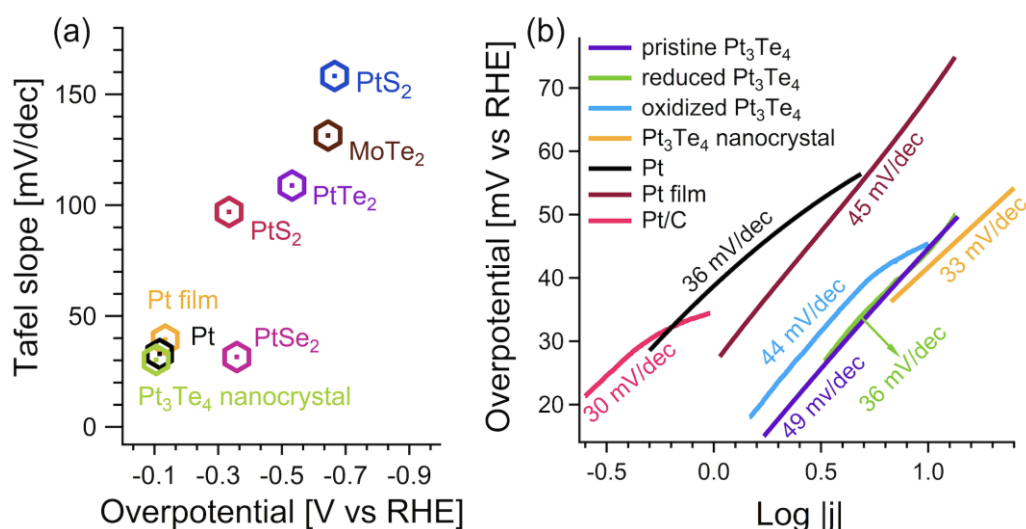 (a)
Tafel slope [mV/dec]
150
100
50
0
PtS₂
MoTe₂
PtTe₂
PtS₂
Pt film
Pt
PtSe₂
Pt₃Te₄ nanocrystal
-0.1 -0.3 -0.5 -0.7 -0.9
Overpotential [V vs RHE]
(b)
Overpotential [mV vs RHE]
70
60
50
40
30
20
pristine Pt₃Te₄
reduced Pt₃Te₄
oxidized Pt₃Te₄
Pt₃Te₄ nanocrystal
Pt
Pt film
Pt/C
36 mV/dec
45 mV/dec
33 mV/dec
44 mV/dec
30 mV/dec
49 mv/dec
36 mV/dec
-0.5 0.0 0.5 1.0
Log |j|